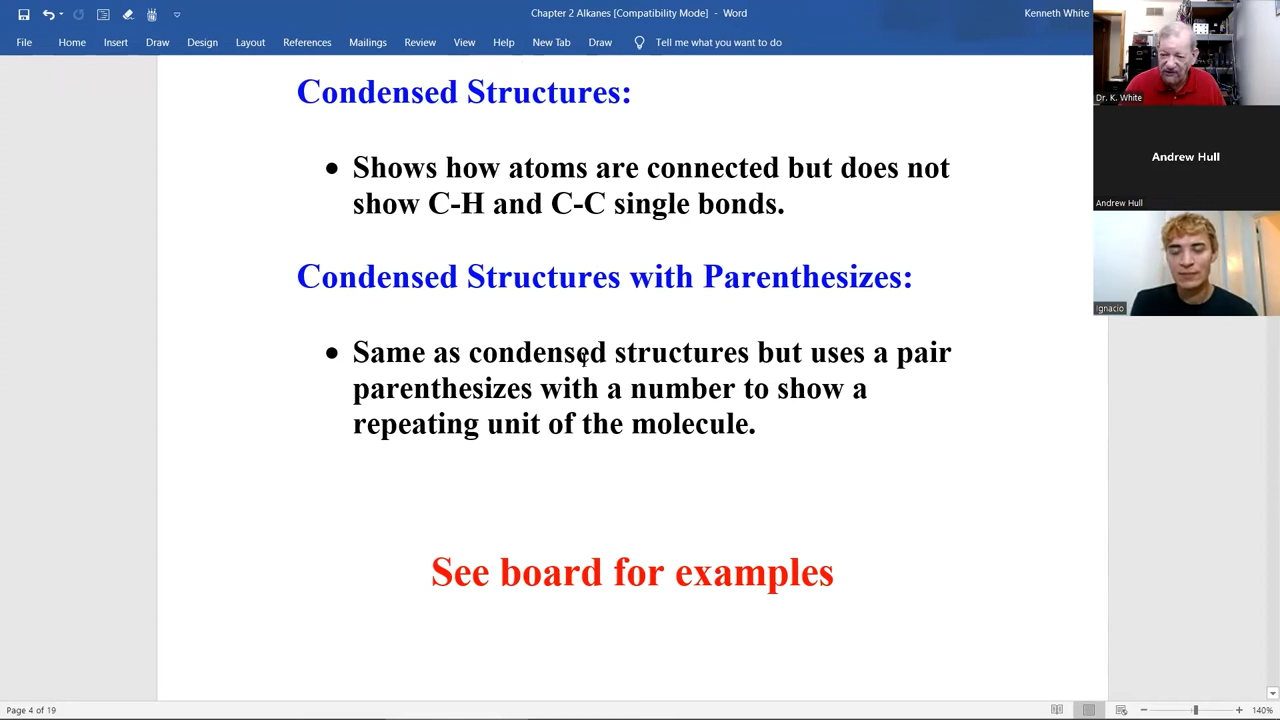 Chapter 2 Alkanes [Compatibility Mode] - Word
Kenneth White
File Home Insert Draw Design Layout References Mailings Review View Help New Tab Draw Tell me what you want to do
Condensed Structures:
• Shows how atoms are connected but does not
show C-H and C-C single bonds.
Condensed Structures with Parenthesizes:
• Same as condensed structures but uses a pair
parenthesizes with a number to show a
repeating unit of the molecule.
See board for examples
Dr. K. White
Andrew Hull
Andrew Hull
Ignacio
Page 4 of 19
140%